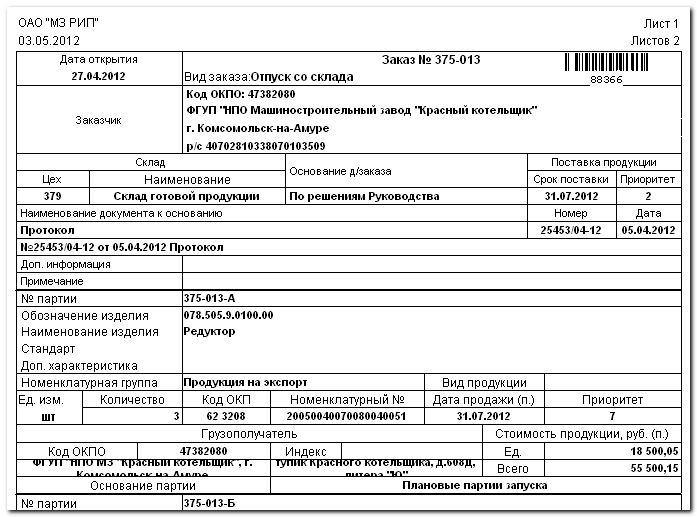 ОАО "МЗ РИП" Лист 1
03.05.2012 Листов 2
Дата открытия Заказ № 375-013
27.04.2012 Вид заказа:Отпуск со склада 88366
Код ОКПО: 47382080
ФГУП "НПО Машиностроительный завод "Красный котельщик"
Заказчик г. Комсомольск-на-Амуре
р/с 40702810338070103509
Склад Основание д/заказа Поставка продукции
Цех Наименование Срок поставки Приоритет
379 Склад готовой продукции По решениям Руководства 31.07.2012 2
Наименование документа к основанию Номер Дата
Протокол 25453/04-12 05.04.2012
№25453/04-12 от 05.04.2012 Протокол
Доп. информация
Примечание
№ партии 375-013-А
Обозначение изделия 078.505.9.0100.00
Наименование изделия Редуктор
Стандарт
Доп. характеристика
Номенклатурная группа Продукция на экспорт Вид продукции
Ед. изм. Количество Код ОКП Номенклатурный № Дата продажи (п.) Приоритет
шт 3 62 3208 20050040070080040051 31.07.2012 7
Грузополучатель Стоимость продукции, руб. (п.)
Код ОКПО 47382080 Индекс Ед. 18 500,05
ФГУП "НПО МЗ "Красный котельщик", г. тупик Красного котельщика, д.608д, Всего 55 500,15
Комсомольск-на-Амуре литера "Ю"
Основание партии Плановые партии запуска
№ партии 375-013-Б